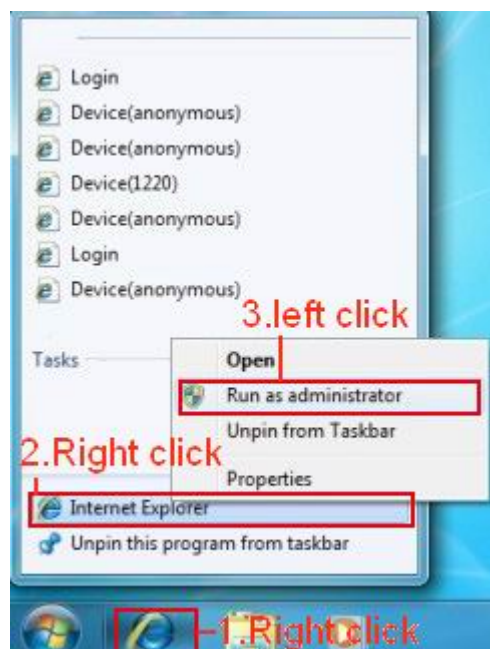 Login
Device(anonymous)
Device(anonymous)
Device(1220)
Device(anonymous)
Login
Device(anonymous)
3.left click
Tasks
Open
Run as administrator
Unpin from Taskbar
Properties
2.Right click
Internet Explorer
Unpin this program from taskbar
1.Right click